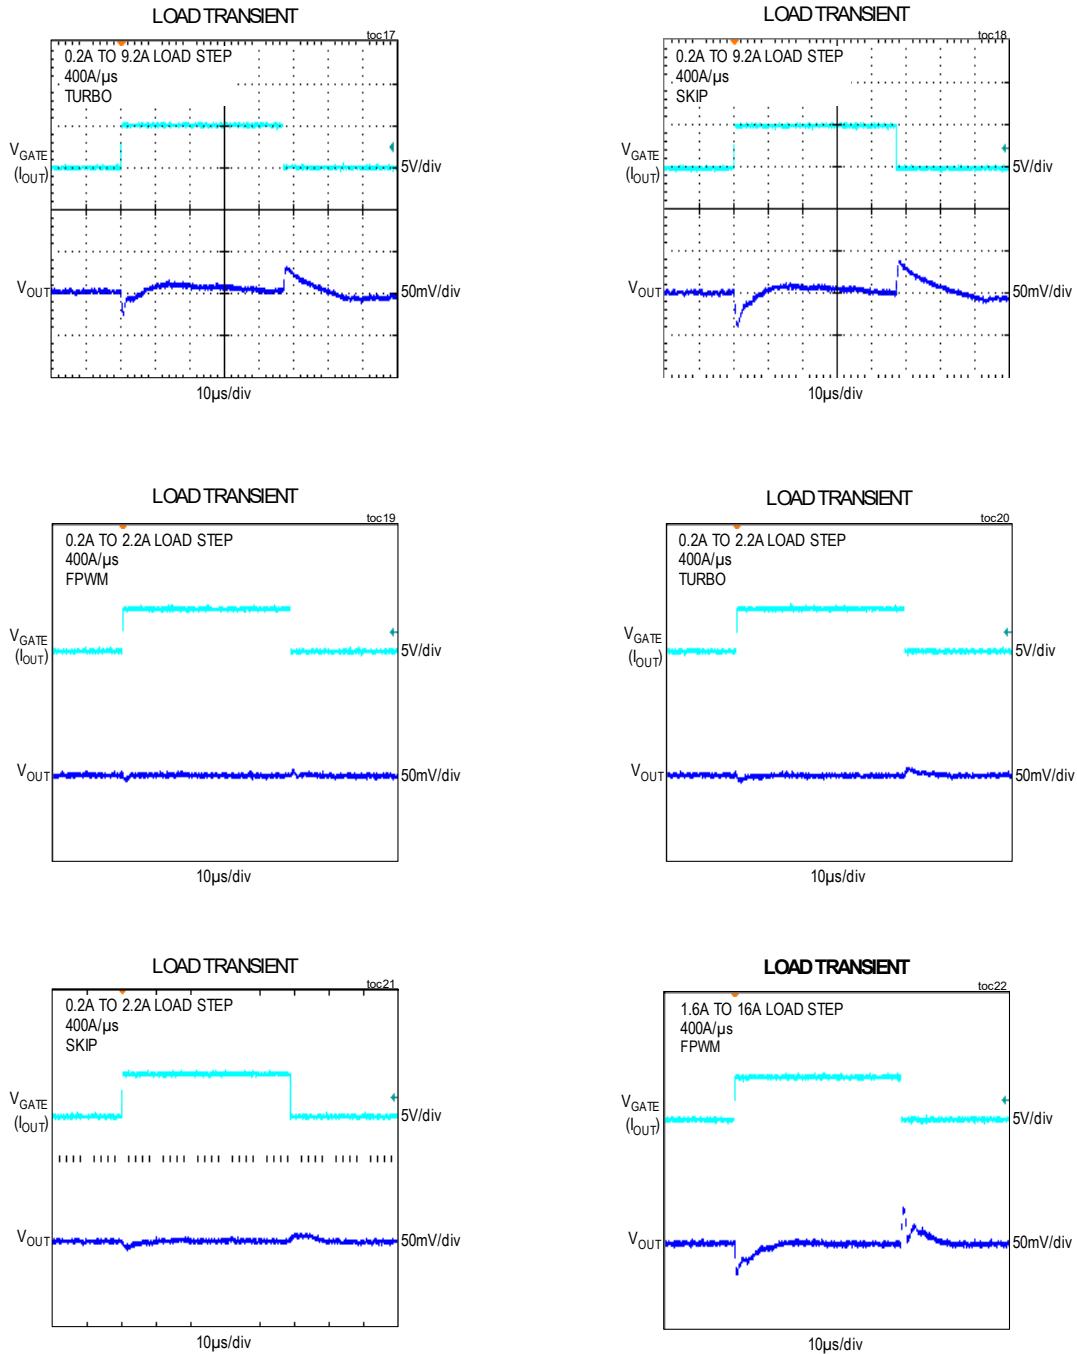 LOAD TRANSIENT
toc17
0.2A TO 9.2A LOAD STEP
400A/µs
TURBO
VGATE
(IOUT)
5V/div
VOUT
50mV/div
10µs/div
LOAD TRANSIENT
toc18
0.2A TO 9.2A LOAD STEP
400A/µs
SKIP
VGATE
(IOUT)
5V/div
VOUT
50mV/div
10µs/div
LOAD TRANSIENT
toc19
0.2A TO 2.2A LOAD STEP
400A/µs
FPWM
VGATE
(IOUT)
5V/div
VOUT
50mV/div
10µs/div
LOAD TRANSIENT
toc20
0.2A TO 2.2A LOAD STEP
400A/µs
TURBO
VGATE
(IOUT)
5V/div
VOUT
50mV/div
10µs/div
LOAD TRANSIENT
toc21
0.2A TO 2.2A LOAD STEP
400A/µs
SKIP
VGATE
(IOUT)
5V/div
VOUT
50mV/div
10µs/div
LOAD TRANSIENT
toc22
1.6A TO 16A LOAD STEP
400A/µs
FPWM
VGATE
(IOUT)
5V/div
VOUT
50mV/div
10µs/div